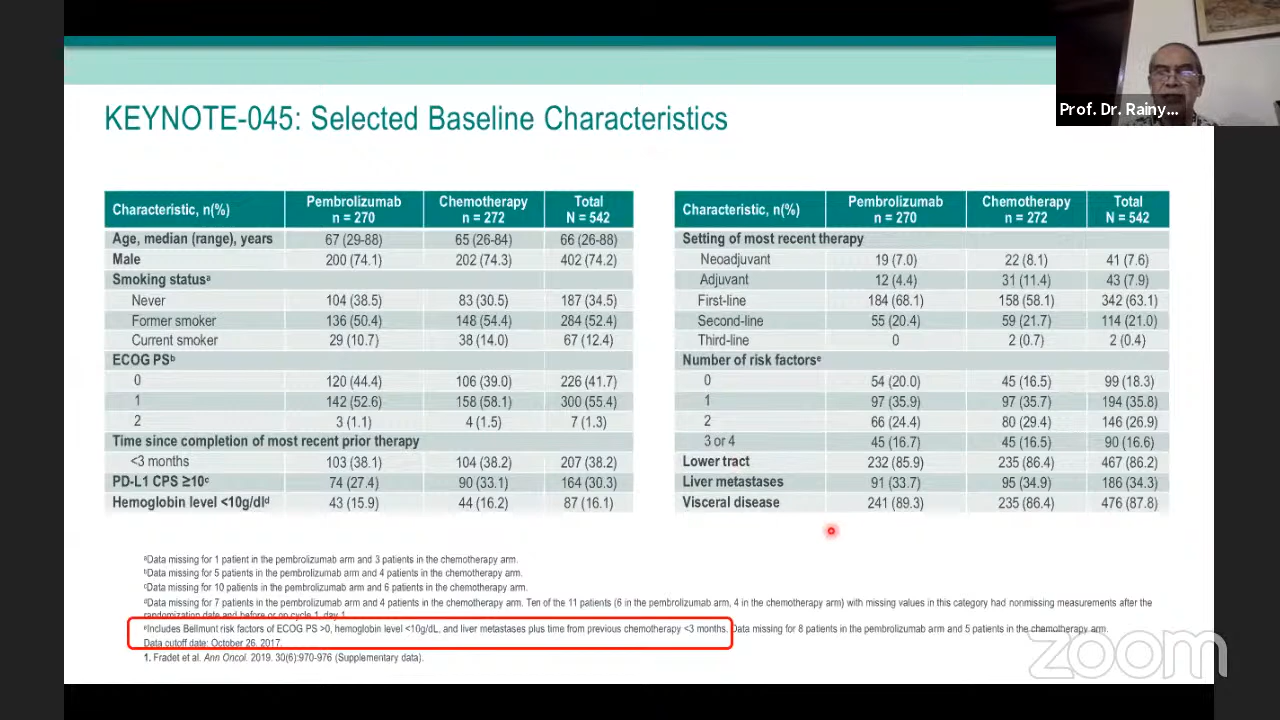 Prof. Dr. Rainy...
KEYNOTE-045: Selected Baseline Characteristics
Characteristic, n(%) Pembrolizumab n = 270 Chemotherapy n = 272 Total N = 542
Age, median (range), years 67 (29-88) 65 (26-84) 66 (26-88)
Male 200 (74.1) 202 (74.3) 402 (74.2)
Smoking statusᵃ
Never 104 (38.5) 83 (30.5) 187 (34.5)
Former smoker 136 (50.4) 148 (54.4) 284 (52.4)
Current smoker 29 (10.7) 38 (14.0) 67 (12.4)
ECOG PSᵇ
0 120 (44.4) 106 (39.0) 226 (41.7)
1 142 (52.6) 158 (58.1) 300 (55.4)
2 3 (1.1) 4 (1.5) 7 (1.3)
Time since completion of most recent prior therapy
<3 months 103 (38.1) 104 (38.2) 207 (38.2)
PD-L1 CPS ≥10ᶜ 74 (27.4) 90 (33.1) 164 (30.3)
Hemoglobin level <10g/dlᵈ 43 (15.9) 44 (16.2) 87 (16.1)
Characteristic, n(%) Pembrolizumab n = 270 Chemotherapy n = 272 Total N = 542
Setting of most recent therapy
Neoadjuvant 19 (7.0) 22 (8.1) 41 (7.6)
Adjuvant 12 (4.4) 31 (11.4) 43 (7.9)
First-line 184 (68.1) 158 (58.1) 342 (63.1)
Second-line 55 (20.4) 59 (21.7) 114 (21.0)
Third-line 0 2 (0.7) 2 (0.4)
Number of risk factorsᵉ
0 54 (20.0) 45 (16.5) 99 (18.3)
1 97 (35.9) 97 (35.7) 194 (35.8)
2 66 (24.4) 80 (29.4) 146 (26.9)
3 or 4 45 (16.7) 45 (16.5) 90 (16.6)
Lower tract 232 (85.9) 235 (86.4) 467 (86.2)
Liver metastases 91 (33.7) 95 (34.9) 186 (34.3)
Visceral disease 241 (89.3) 235 (86.4) 476 (87.8)
ᵃData missing for 1 patient in the pembrolizumab arm and 3 patients in the chemotherapy arm.
ᵇData missing for 5 patients in the pembrolizumab arm and 4 patients in the chemotherapy arm.
ᶜData missing for 10 patients in the pembrolizumab arm and 6 patients in the chemotherapy arm.
ᵈData missing for 7 patients in the pembrolizumab arm and 4 patients in the chemotherapy arm. Ten of the 11 patients (6 in the pembrolizumab arm, 4 in the chemotherapy arm) with missing values in this category had nonmissing measurements after the
randomization date and before or on cycle 1, day 1.
ᵉIncludes Bellmunt risk factors of ECOG PS >0, hemoglobin level <10g/dL, and liver metastases plus time from previous chemotherapy <3 months. Data missing for 8 patients in the pembrolizumab arm and 5 patients in the chemotherapy arm.
Data cutoff date: October 26, 2017.
1. Fradet et al. Ann Oncol. 2019. 30(6):970-976 (Supplementary data).
zoom